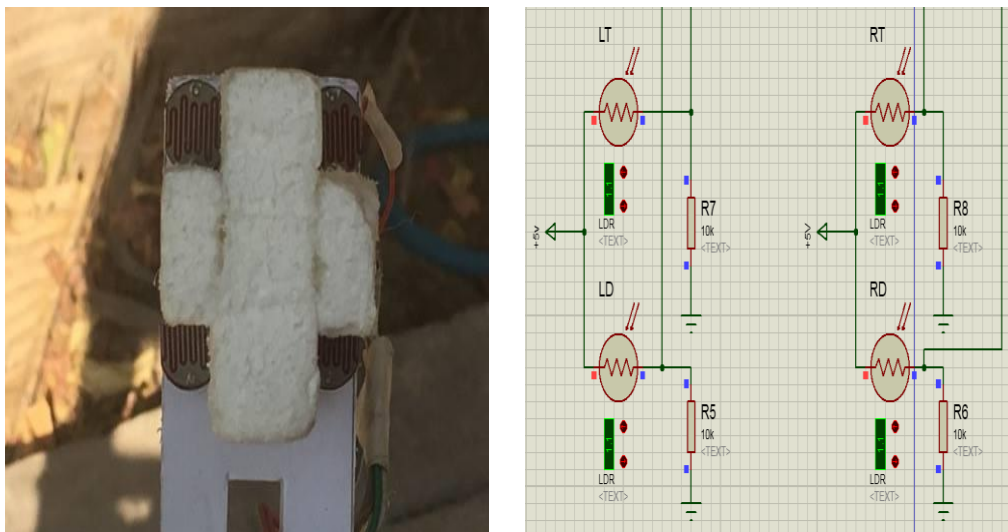 LT
RT
R7
10k
<TEXT>
R8
10k
<TEXT>
LDR
<TEXT>
LDR
<TEXT>
+5v
+5V
LD
RD
R5
10k
<TEXT>
R6
10k
<TEXT>
LDR
<TEXT>
LDR
<TEXT>